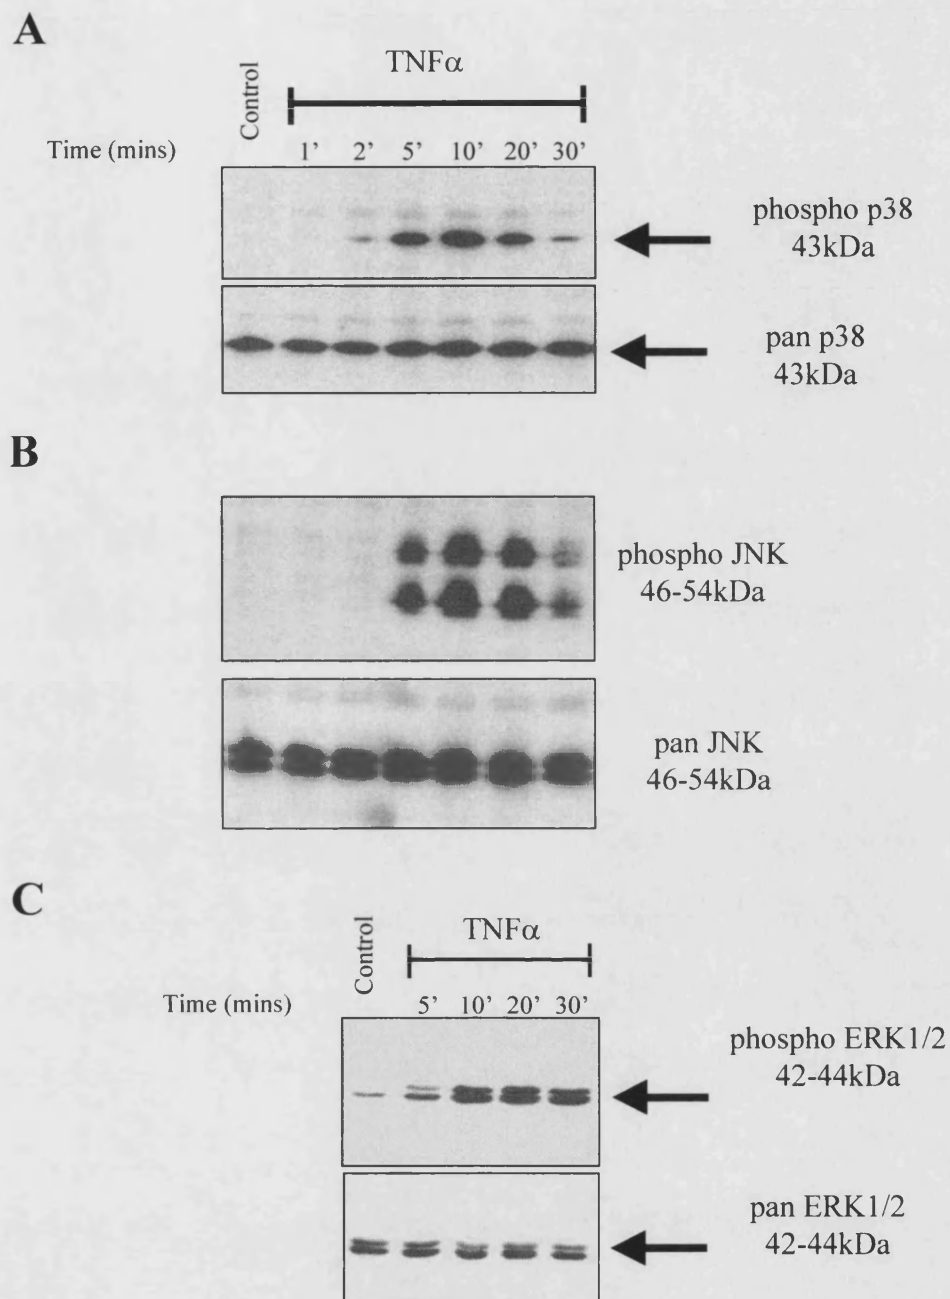 A
TNFα
Control
Time (mins)
1’ 2’ 5’ 10’ 20’ 30’
phospho p38
43kDa
pan p38
43kDa
B
phospho JNK
46-54kDa
pan JNK
46-54kDa
C
TNFα
Control
Time (mins)
5’ 10’ 20’ 30’
phospho ERK1/2
42-44kDa
pan ERK1/2
42-44kDa